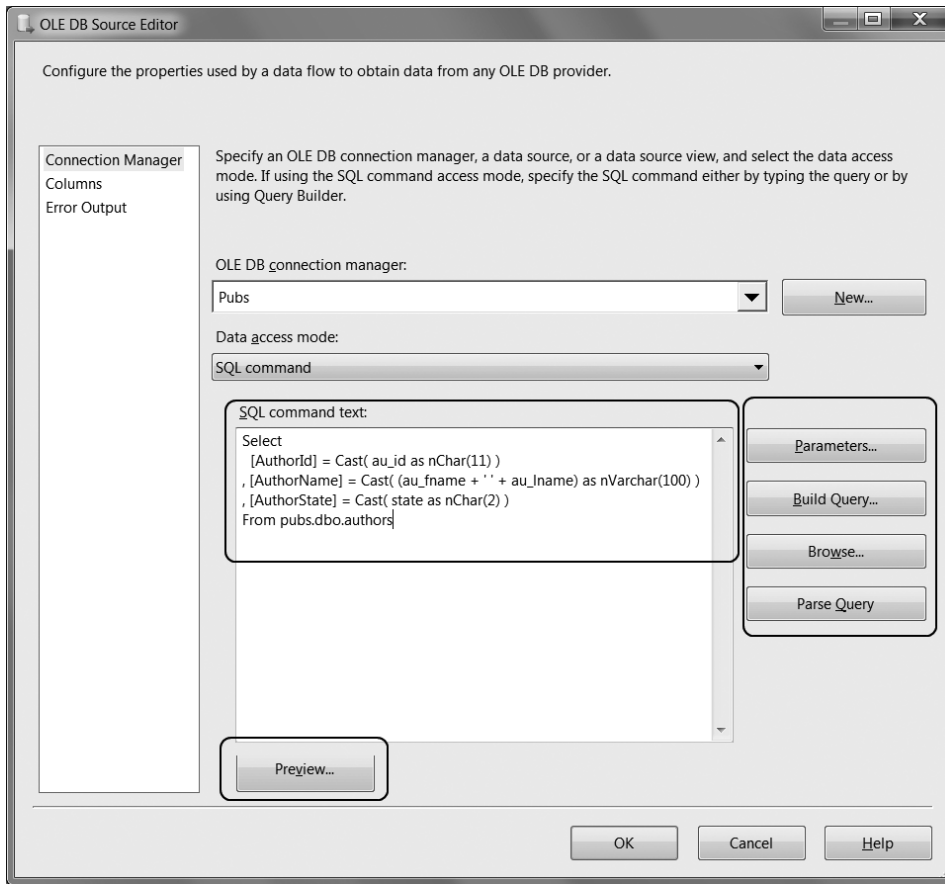 OLE DB Source Editor
Configure the properties used by a data flow to obtain data from any OLE DB provider.
Connection Manager
Columns
Error Output
Specify an OLE DB connection manager, a data source, or a data source view, and select the data access
mode. If using the SQL command access mode, specify the SQL command either by typing the query or by
using Query Builder.
OLE DB connection manager:
Pubs
New...
Data access mode:
SQL command
SQL command text:
Select
[AuthorId] = Cast( au_id as nChar(11) )
, [AuthorName] = Cast( (au_fname + ' ' + au_lname) as nVarchar(100) )
, [AuthorState] = Cast( state as nChar(2) )
From pubs.dbo.authors
Parameters...
Build Query...
Browse...
Parse Query
Preview...
OK
Cancel
Help